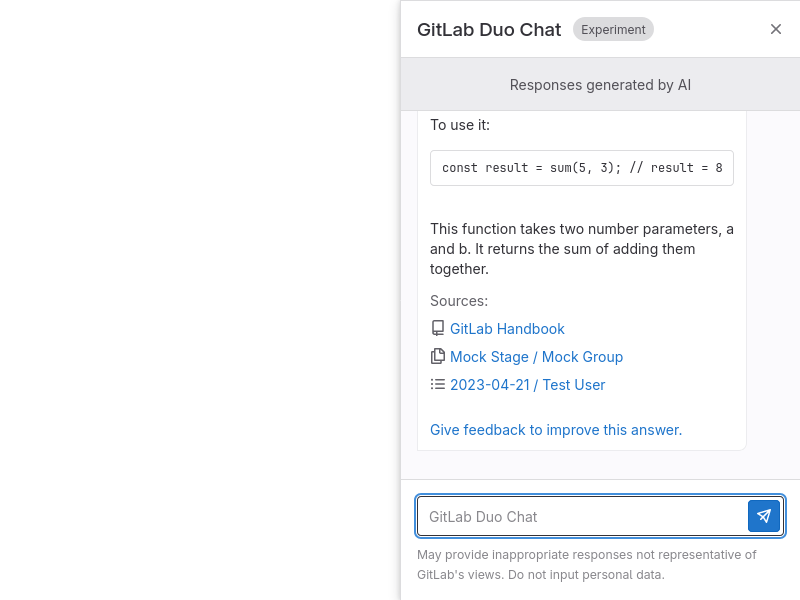 GitLab Duo Chat
Experiment
Responses generated by AI
To use it:
const result = sum(5, 3); // result = 8
This function takes two number parameters, a
and b. It returns the sum of adding them
together.
Sources:
GitLab Handbook
Mock Stage / Mock Group
2023-04-21 / Test User
Give feedback to improve this answer.
GitLab Duo Chat
May provide inappropriate responses not representative of
GitLab's views. Do not input personal data.